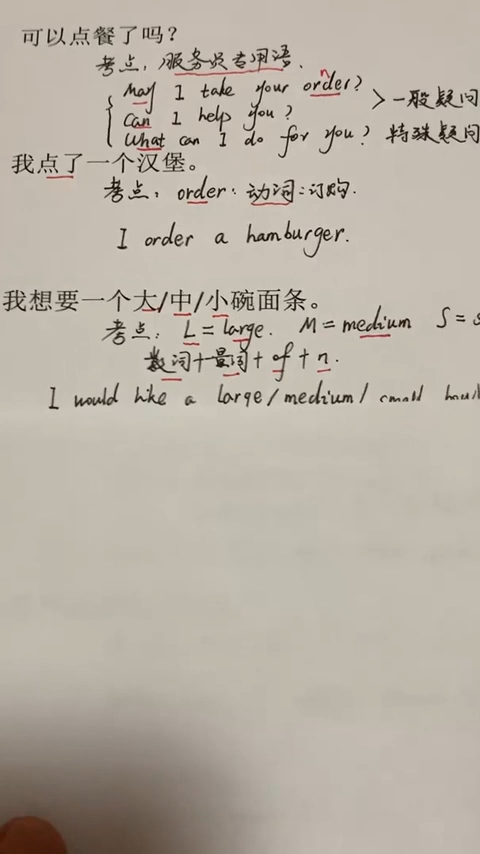 可以点餐了吗？
考点：服务员专用语.
n
May I take your order?
> 一般疑问
Can I help you?
What can I do for you? 特殊疑问
我点了一个汉堡。
考点：order：动词：订购.
I order a hamburger.
我想要一个大/中/小碗面条。
考点：L = large. M = medium S = s
数词+量词+of+n.
I would like a large/medium/ small